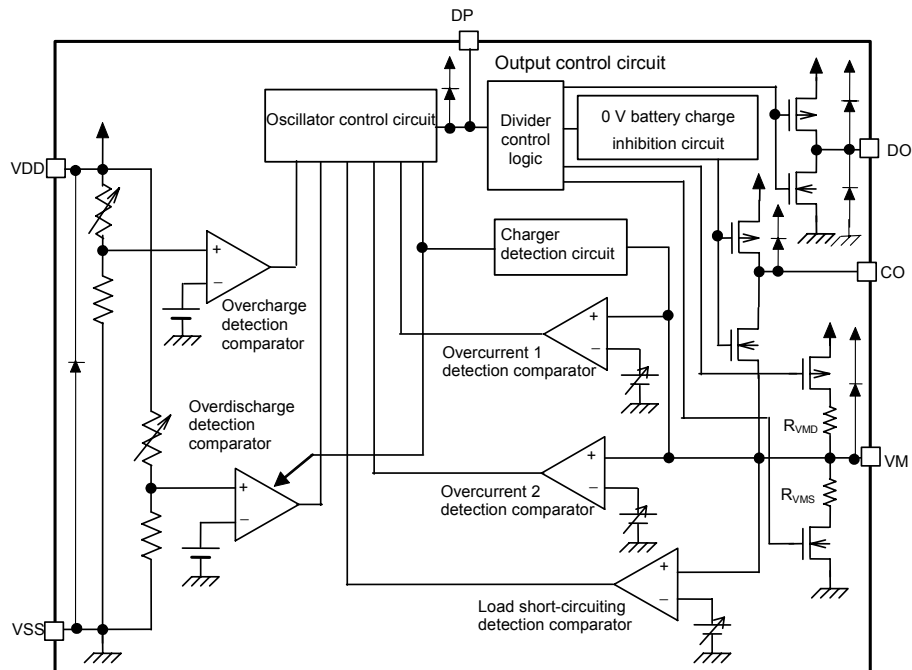 DP
Output control circuit
Oscillator control circuit
Divider
control
logic
0 V battery charge
inhibition circuit
DO
VDD
+
−
Overcharge
detection
comparator
Charger
detection circuit
CO
+
−
Overcurrent 1
detection comparator
Overdischarge
detection
comparator
RVMD
+
−
+
−
Overcurrent 2
detection comparator
VM
RVMS
+
−
Load short-circuiting
detection comparator
VSS